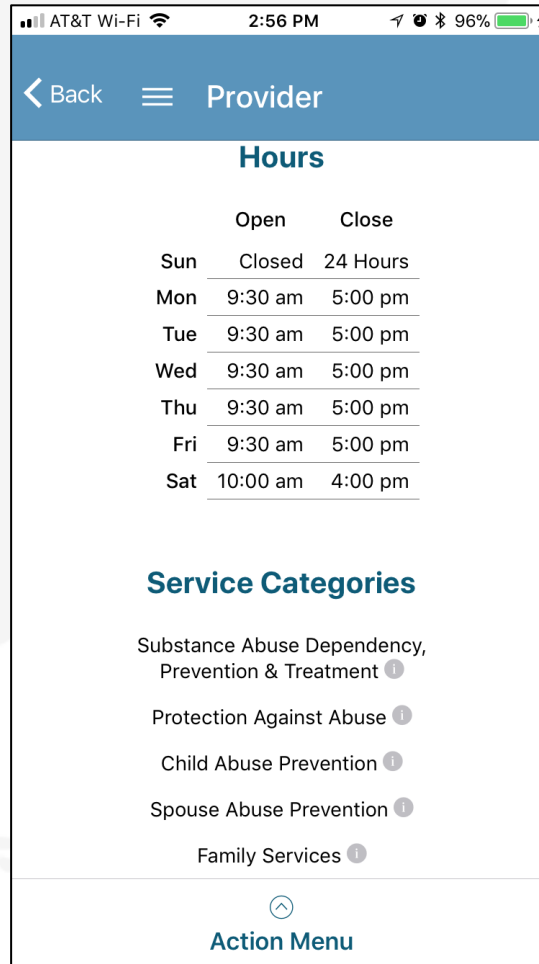 AT&T Wi-Fi 2:56 PM 96%
Back Provider
Hours
Open Close
Sun Closed 24 Hours
Mon 9:30 am 5:00 pm
Tue 9:30 am 5:00 pm
Wed 9:30 am 5:00 pm
Thu 9:30 am 5:00 pm
Fri 9:30 am 5:00 pm
Sat 10:00 am 4:00 pm
Service Categories
Substance Abuse Dependency,
Prevention & Treatment
Protection Against Abuse
Child Abuse Prevention
Spouse Abuse Prevention
Family Services
Action Menu